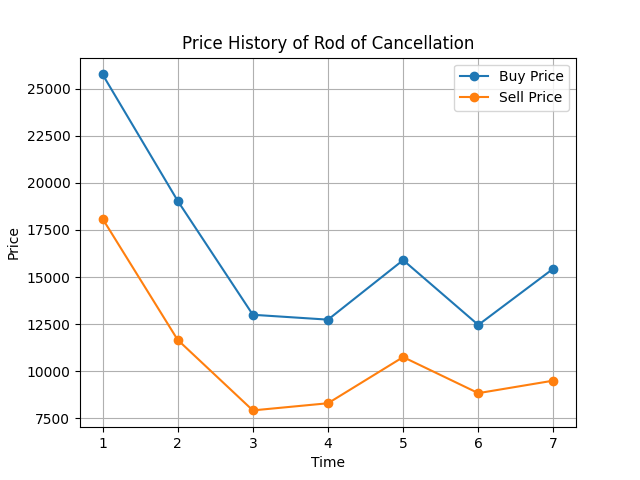 Price History of Rod of Cancellation
Buy Price
Sell Price
Price
25000
22500
20000
17500
15000
12500
10000
7500
1 2 3 4 5 6 7
Time